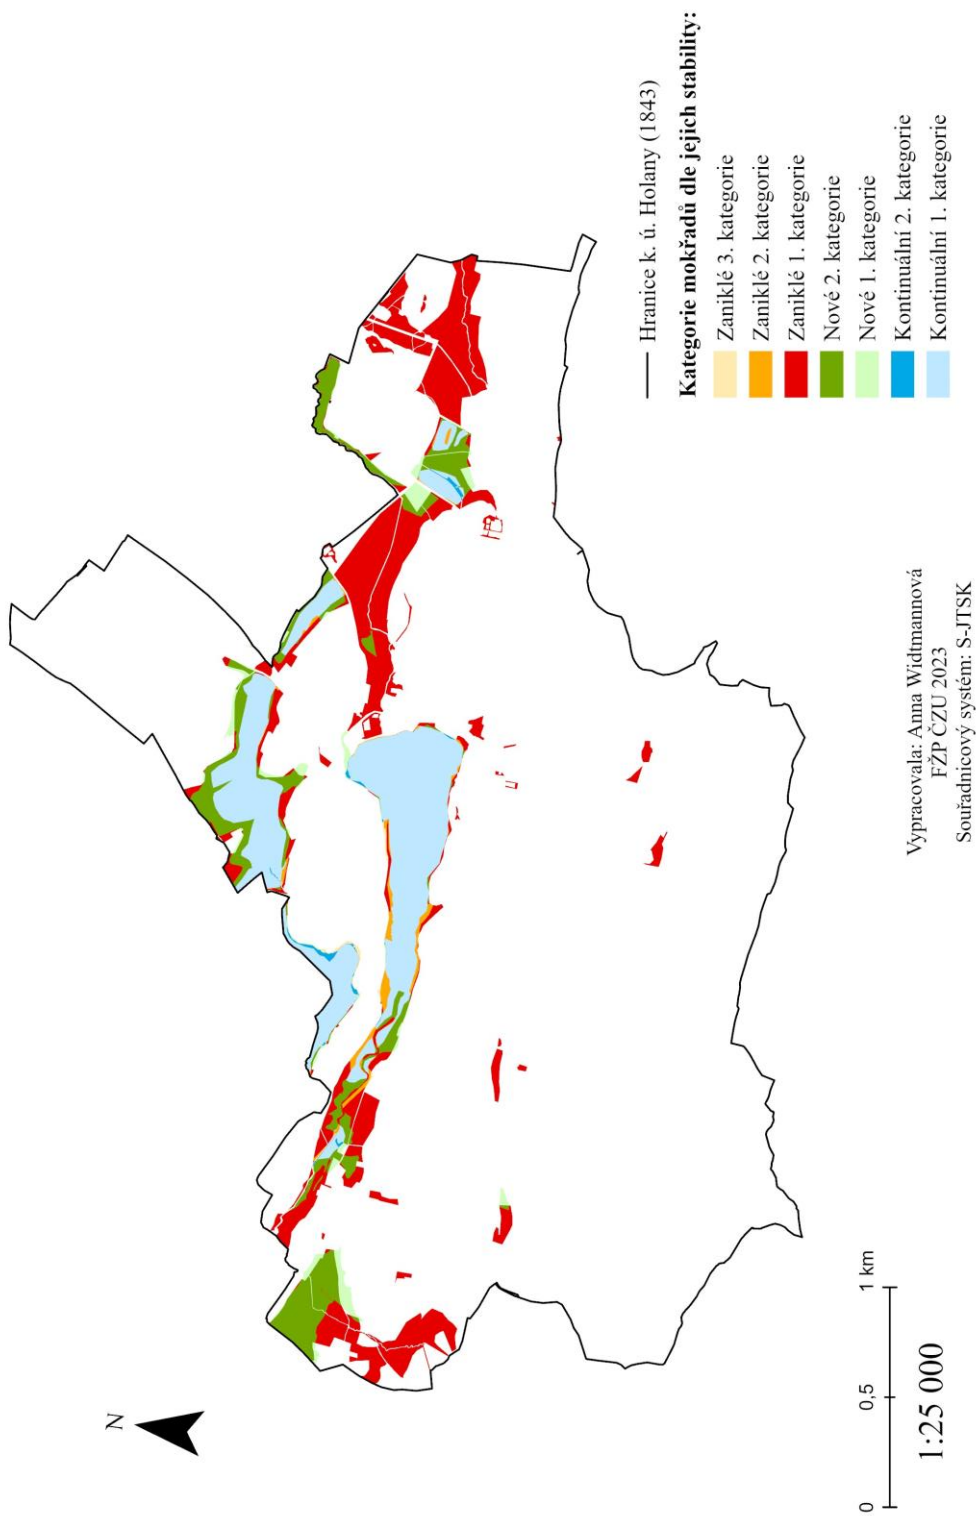 N
Hranice k. ú. Holany (1843)
Kategorie mokřadů dle jejich stability:
Zaniklé 3. kategorie
Zaniklé 2. kategorie
Zaniklé 1. kategorie
Nové 2. kategorie
Nové 1. kategorie
Kontinuální 2. kategorie
Kontinuální 1. kategorie
0 0,5 1 km
1:25 000
Vypracovala: Anna Widtmannová
FŽP ČZU 2023
Souřadnicový systém: S-JTSK